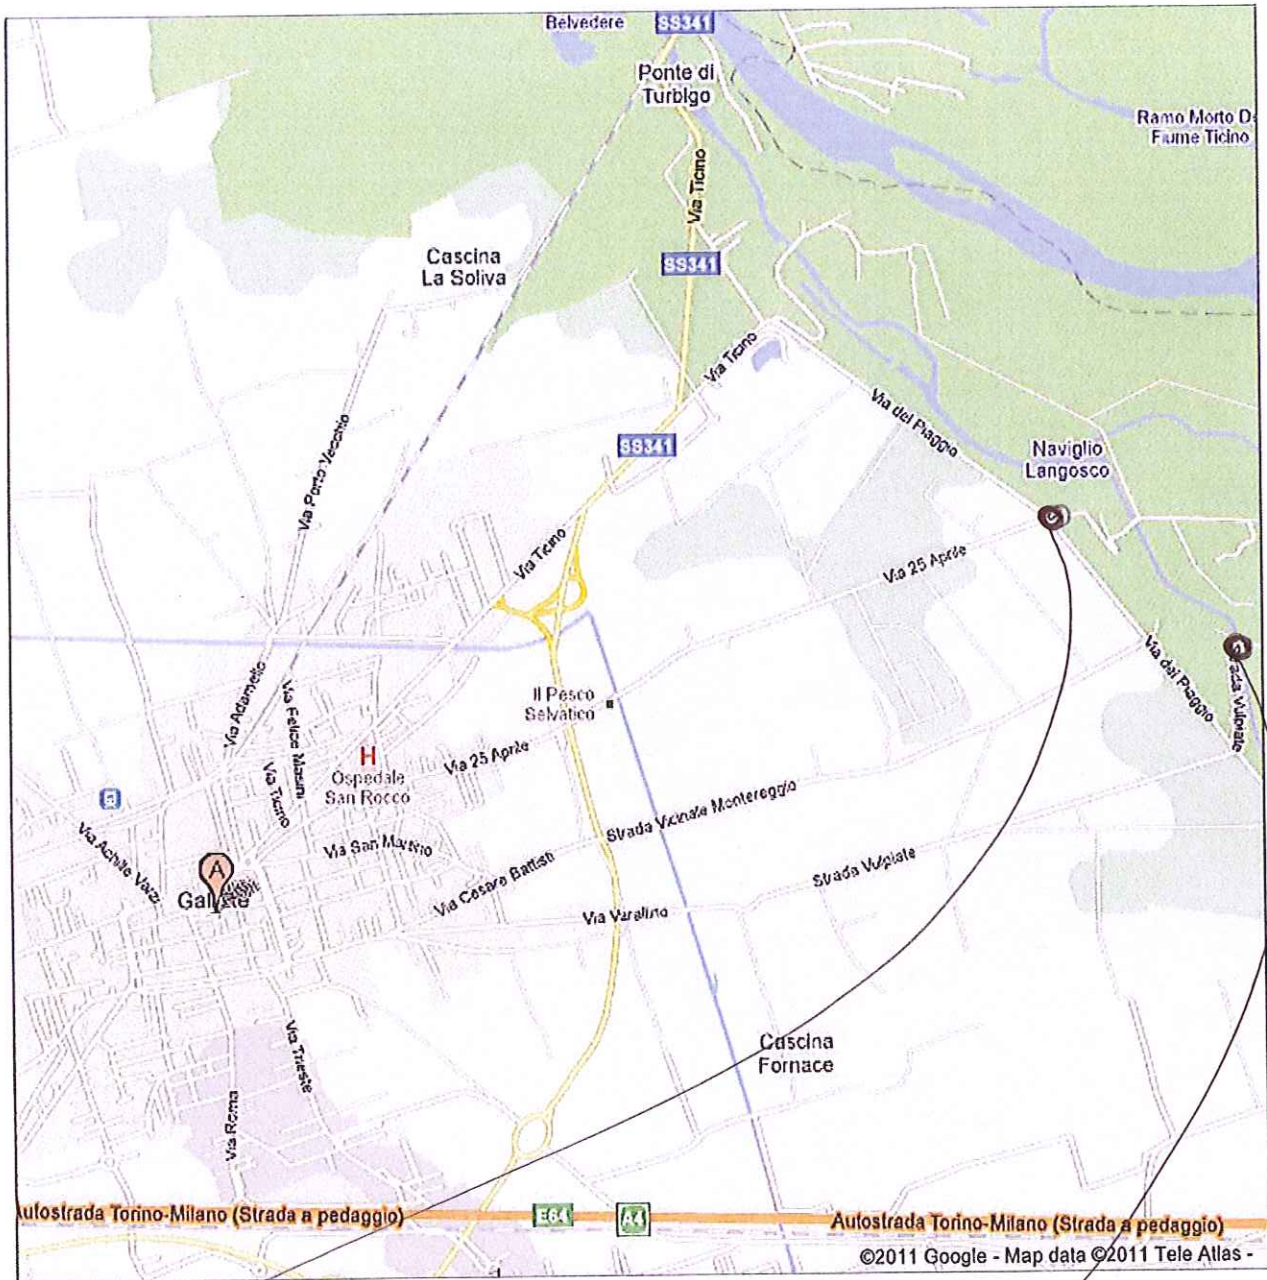 Belvedere
SS341
Ponte di
Turbigo
Ramo Morto D
Fiume Ticino
Via Ticino
Cascina
La Soliva
SS341
Via Ticino
Via del Piaggio
Via Porto Vecchio
SS341
Naviglio
Langosco
Via Ticino
Via 25 Aprile
Via Adamello
Via Felice Masini
Il Pesco
Selvatico
Via del Piaggio
rada Vulpiate
H
Ospedale
San Rocco
Via 25 Aprile
Via Ticino
Strada Vicinale Montereggio
Via Achille Varzi
Via San Martino
A
Via Cesare Battisti
Strada Vulpiate
Via Varallino
Via Trieste
Cascina
Fornace
Via Roma
Autostrada Torino-Milano (Strada a pedaggio)
E64
A4
Autostrada Torino-Milano (Strada a pedaggio)
©2011 Google - Map data ©2011 Tele Atlas -